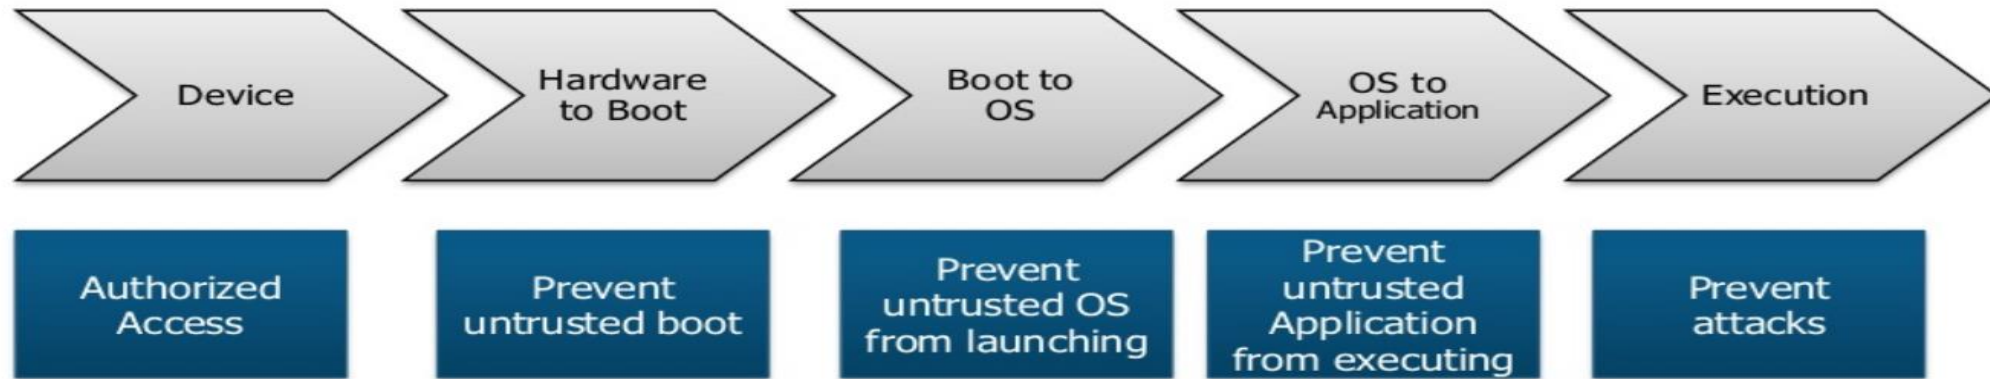 Device
Hardware
to Boot
Boot to
OS
OS to
Application
Execution
Authorized
Access
Prevent
untrusted boot
Prevent
untrusted OS
from launching
Prevent
untrusted
Application
from executing
Prevent
attacks